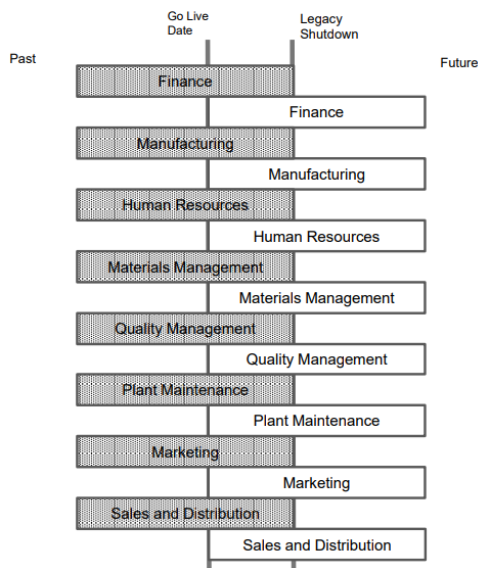 Go Live
Date
Legacy
Shutdown
Past
Future
Finance
Finance
Manufacturing
Manufacturing
Human Resources
Human Resources
Materials Management
Materials Management
Quality Management
Quality Management
Plant Maintenance
Plant Maintenance
Marketing
Marketing
Sales and Distribution
Sales and Distribution